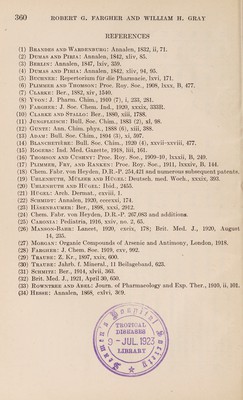 360 ROBERT G. FARGHER AND WILLIAM H. GRAY
REFERENCES
(1) BRANDES AND WARDENBURG: Annalen, 1832, ii, 71.
(2) DUMAS AND PIRIA: Annalen, 1842, xliv, 85.
(3) BERLIN: Annalen, 1847, lxiv, 359.
(4) DUMAS AND PIRIA: Annalen, 1842, xliv, 94, 95.
(5) BUCHNER: Repertorium für die Pharmacie, lxvi, 171.
(6) PLIMMER AND THOMSON: Proc. Roy. Soc., 1908, lxxx, B, 477.
(7) CLARKE: Ber., 1882, xiv, 1540.
(8) YVON: J. Pharm. Chim., 1910 (7), i, 233, 281.
(9) FARGHER: J. Soc. Chem. Ind., 1920, xxxix, 333T.
(10) CLARKE AND STALLO: Ber., 1880, xiii, 1788.
(11) JUNGFLEISCH: Bull. Soc. Chim., 1883 (2), xl, 98.
(12) GUNTZ: Ann. Chim. phys., 1888 (6), xiii, 388.
(13) ADAM: Bull. Soc. Chim., 1894 (3), xi, 507.
(14) BLANCHETIÈRE: Bull. Soc. Chim., 1920 (4), xxvii-xxviii, 477.
(15) ROGERS: Ind. Med. Gazette, 1918, liii, 161.
(16) THOMSON AND CUSHNY: Proc. Roy. Soc., 1909-10, lxxxii, B, 249.
(17) PLIMMER, FRY, AND RANKEN: Proc. Roy. Soc., 1911, lxxxiv, B, 144.
(18) Chem. Fabr. von Heyden, D.R.-P. 254,421 and numerous subsequent patents.
(19) UHLENHUTH, MULZER AND HÜGEL: Deutsch. med. Woch., xxxix, 393.
(20) UHLENHUTH AND HÜGEL: Ibid., 2455.
(21) HÜGEL: Arch. Dermat., cxviii, 1.
(22) SCHMIDT: Annalen, 1920, ccccxxi, 174.
(23) HASENBAUMER: Ber., 1898, xxxi, 2912.
(24) Chem. Fabr. von Heyden, D.R.-P. 267,083 and additions.
(25) CARONIA: Pediatria, 1916, xxiv, no. 2, 65.
(26) MANSON-BAHR: Lancet, 1920, cxcix, 178; Brit. Med. J., 1920, August
14, 235.
(27) MORGAN: Organic Compounds of Arsenic and Antimony, London, 1918.
(28) FARGHER: J. Chem. Soc. 1919, cxv, 992.
(29) TRAUBE: Z. Kr., 1897, xxix, 600.
(30) TRAUBE: Jahrb. f. Mineral., 11 Beilageband, 623.
(31) SCHMITZ: Ber., 1914, xlvii, 363.
(32) Brit. Med. J., 1921, April 30, 650.
(33) ROWNTREE AND ABEL: Journ. of Pharmacology and Exp. Ther., 1910, ii, 101.
(34) HESSE: Annalen, 1868, cxlvi, 369.
TROPICAL
DISEASES
9-JUL.1923
LIBRARY